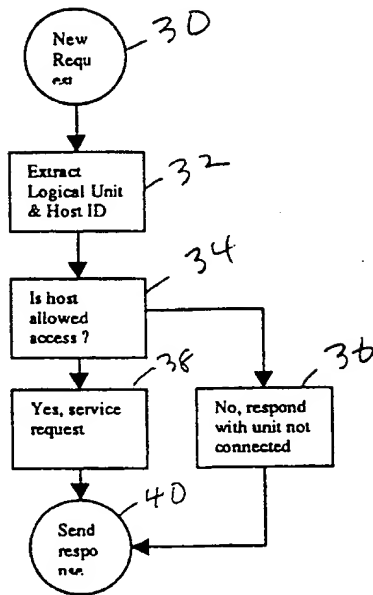 New
Requ
est
30
Extract
Logical Unit
& Host ID
32
Is host
allowed
access ?
34
Yes, service
request
38
No, respond
with unit not
connected
36
Send
respo
nse
40